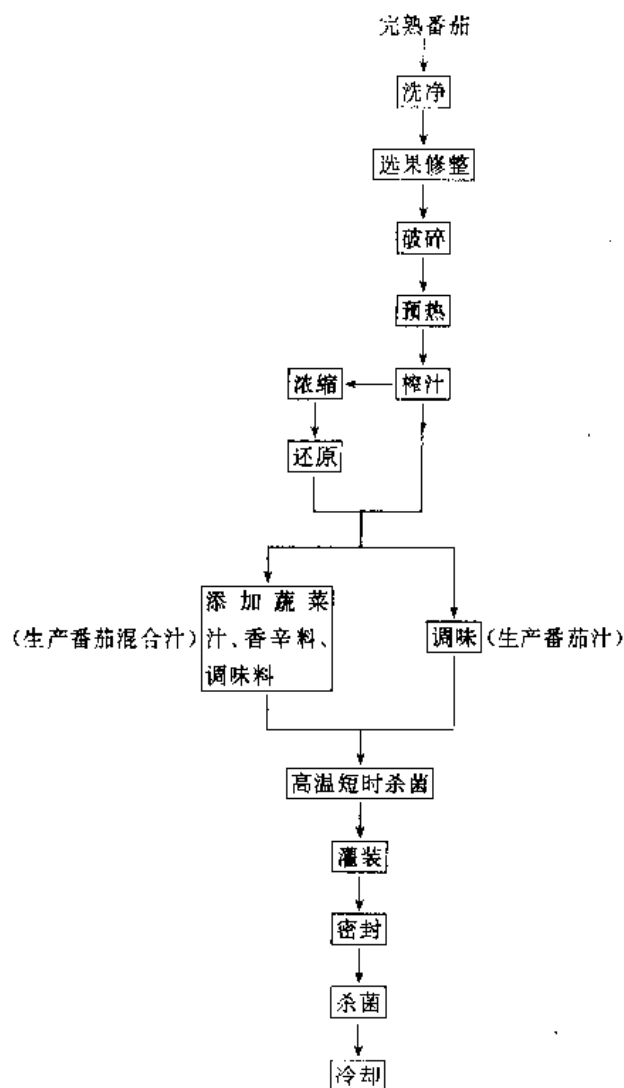 完熟番茄
洗净
选果修整
破碎
预热
浓缩
榨汁
还原
添加蔬菜
(生产番茄混合汁)
汁、香辛料、
调味料
调味
(生产番茄汁)
高温短时杀菌
灌装
密封
杀菌
冷却